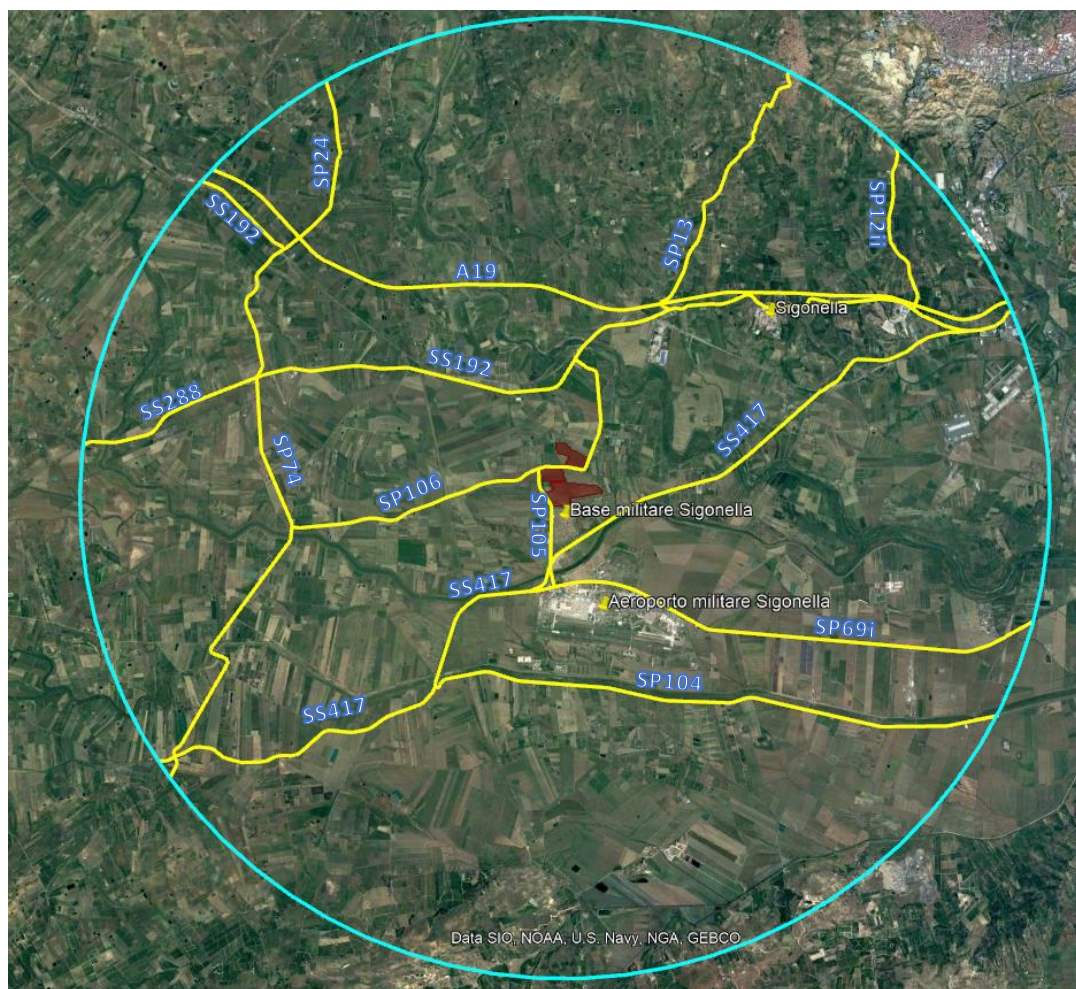 SP24
SS192
SP13
SP12ii
A19
Sigonella
SS192
SS288
SS417
SP74
SP106
SP105
Base militare Sigonella
SS417
Aeroporto militare Sigonella
SP69i
SP104
SS417
Data SIO, NOAA, U.S. Navy, NGA, GEBCO